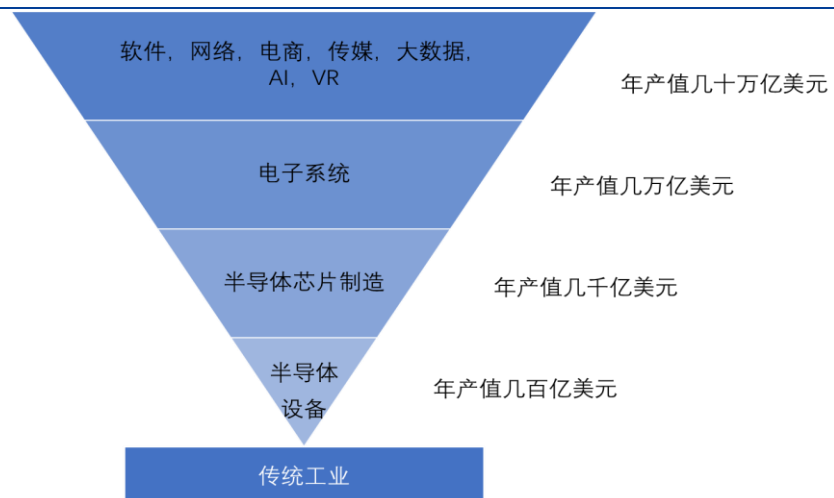 软件，网络，电商，传媒，大数据，
AI，VR
年产值几十万亿美元
电子系统
年产值几万亿美元
半导体芯片制造
年产值几千亿美元
半导体
设备
年产值几百亿美元
传统工业